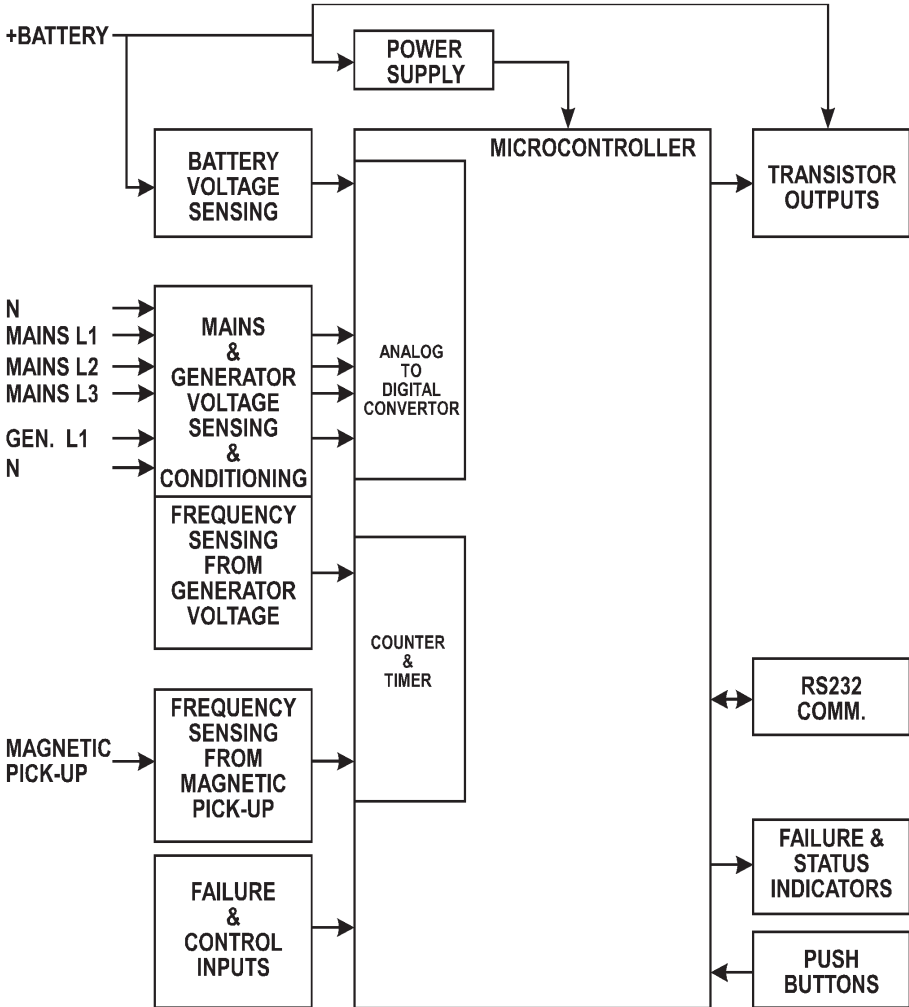 +BATTERY
POWER
SUPPLY
MICROCONTROLLER
BATTERY
VOLTAGE
SENSING
TRANSISTOR
OUTPUTS
N
MAINS L1
MAINS L2
MAINS L3
GEN. L1
N
MAINS
&
GENERATOR
VOLTAGE
SENSING
&
CONDITIONING
ANALOG
TO
DIGITAL
CONVERTOR
FREQUENCY
SENSING
FROM
GENERATOR
VOLTAGE
COUNTER
&
TIMER
RS232
COMM.
MAGNETIC
PICK-UP
FREQUENCY
SENSING
FROM
MAGNETIC
PICK-UP
FAILURE &
STATUS
INDICATORS
FAILURE
&
CONTROL
INPUTS
PUSH
BUTTONS